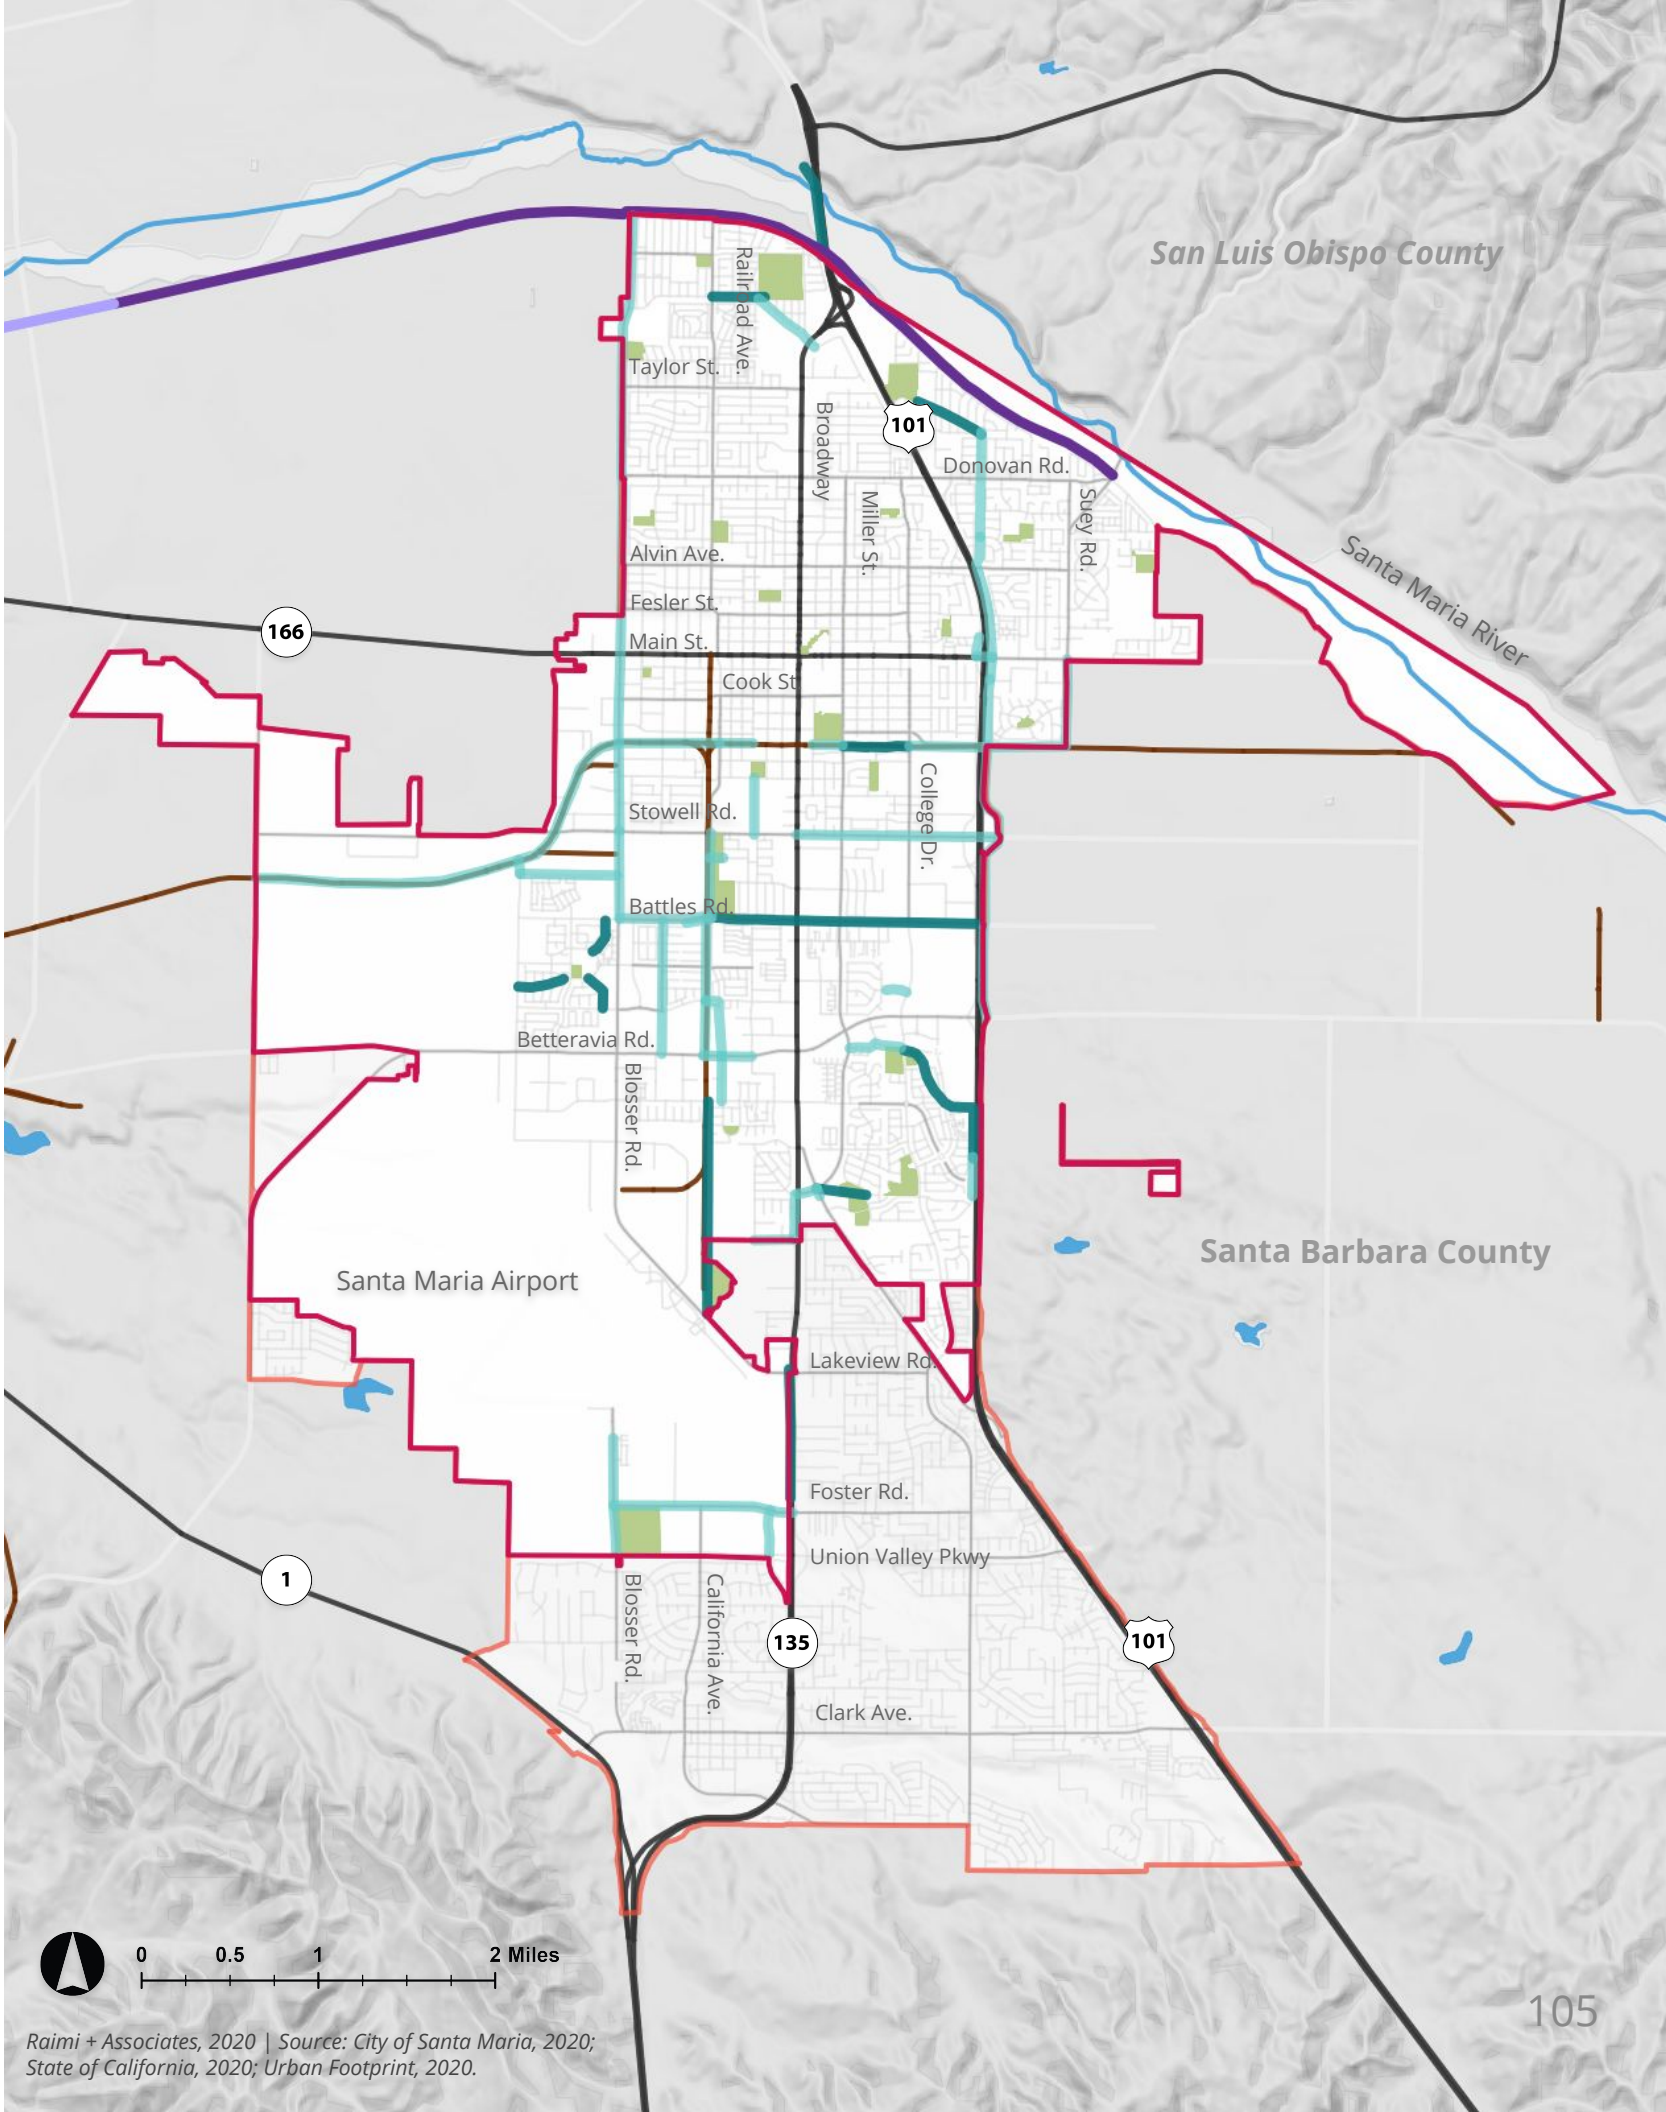 San Luis Obispo County
Railroad Ave.
Taylor St.
Broadway
101
Donovan Rd.
Miller St.
Suey Rd.
Alvin Ave.
Santa Maria River
Fesler St.
166
Main St.
Cook St
College Dr.
Stowell Rd.
Battles Rd.
Betteravia Rd.
Blosser Rd.
Santa Barbara County
Santa Maria Airport
Lakeview Rd.
Foster Rd.
Union Valley Pkwy
1
Blosser Rd.
California Ave.
135
101
Clark Ave.
0 0.5 1 2 Miles
105
Raimi + Associates, 2020 | Source: City of Santa Maria, 2020;
State of California, 2020; Urban Footprint, 2020.